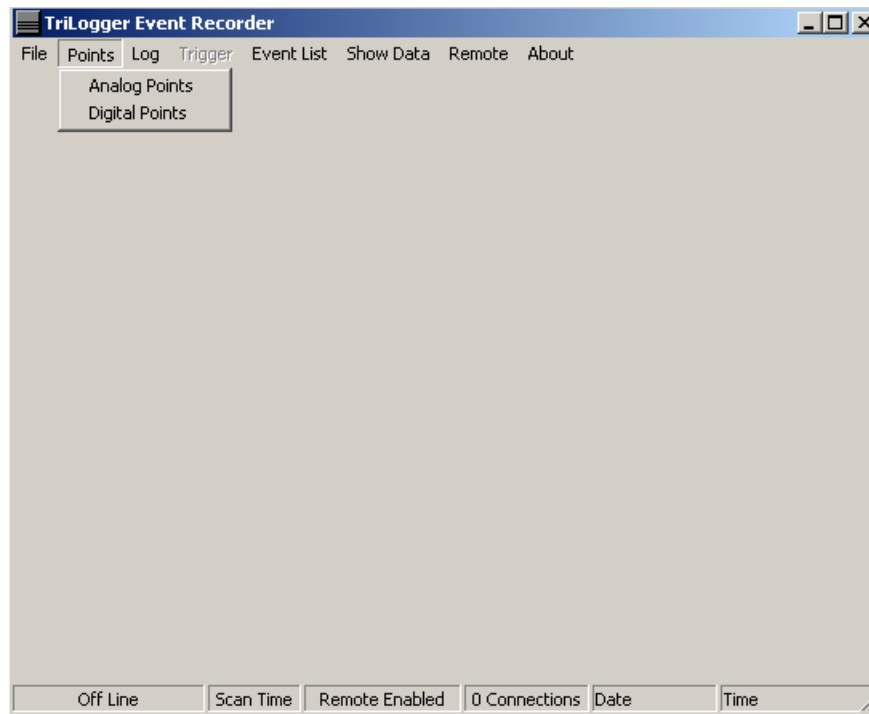 TriLogger Event Recorder
File Points Log Trigger Event List Show Data Remote About
Analog Points
Digital Points
Off Line Scan Time Remote Enabled 0 Connections Date Time